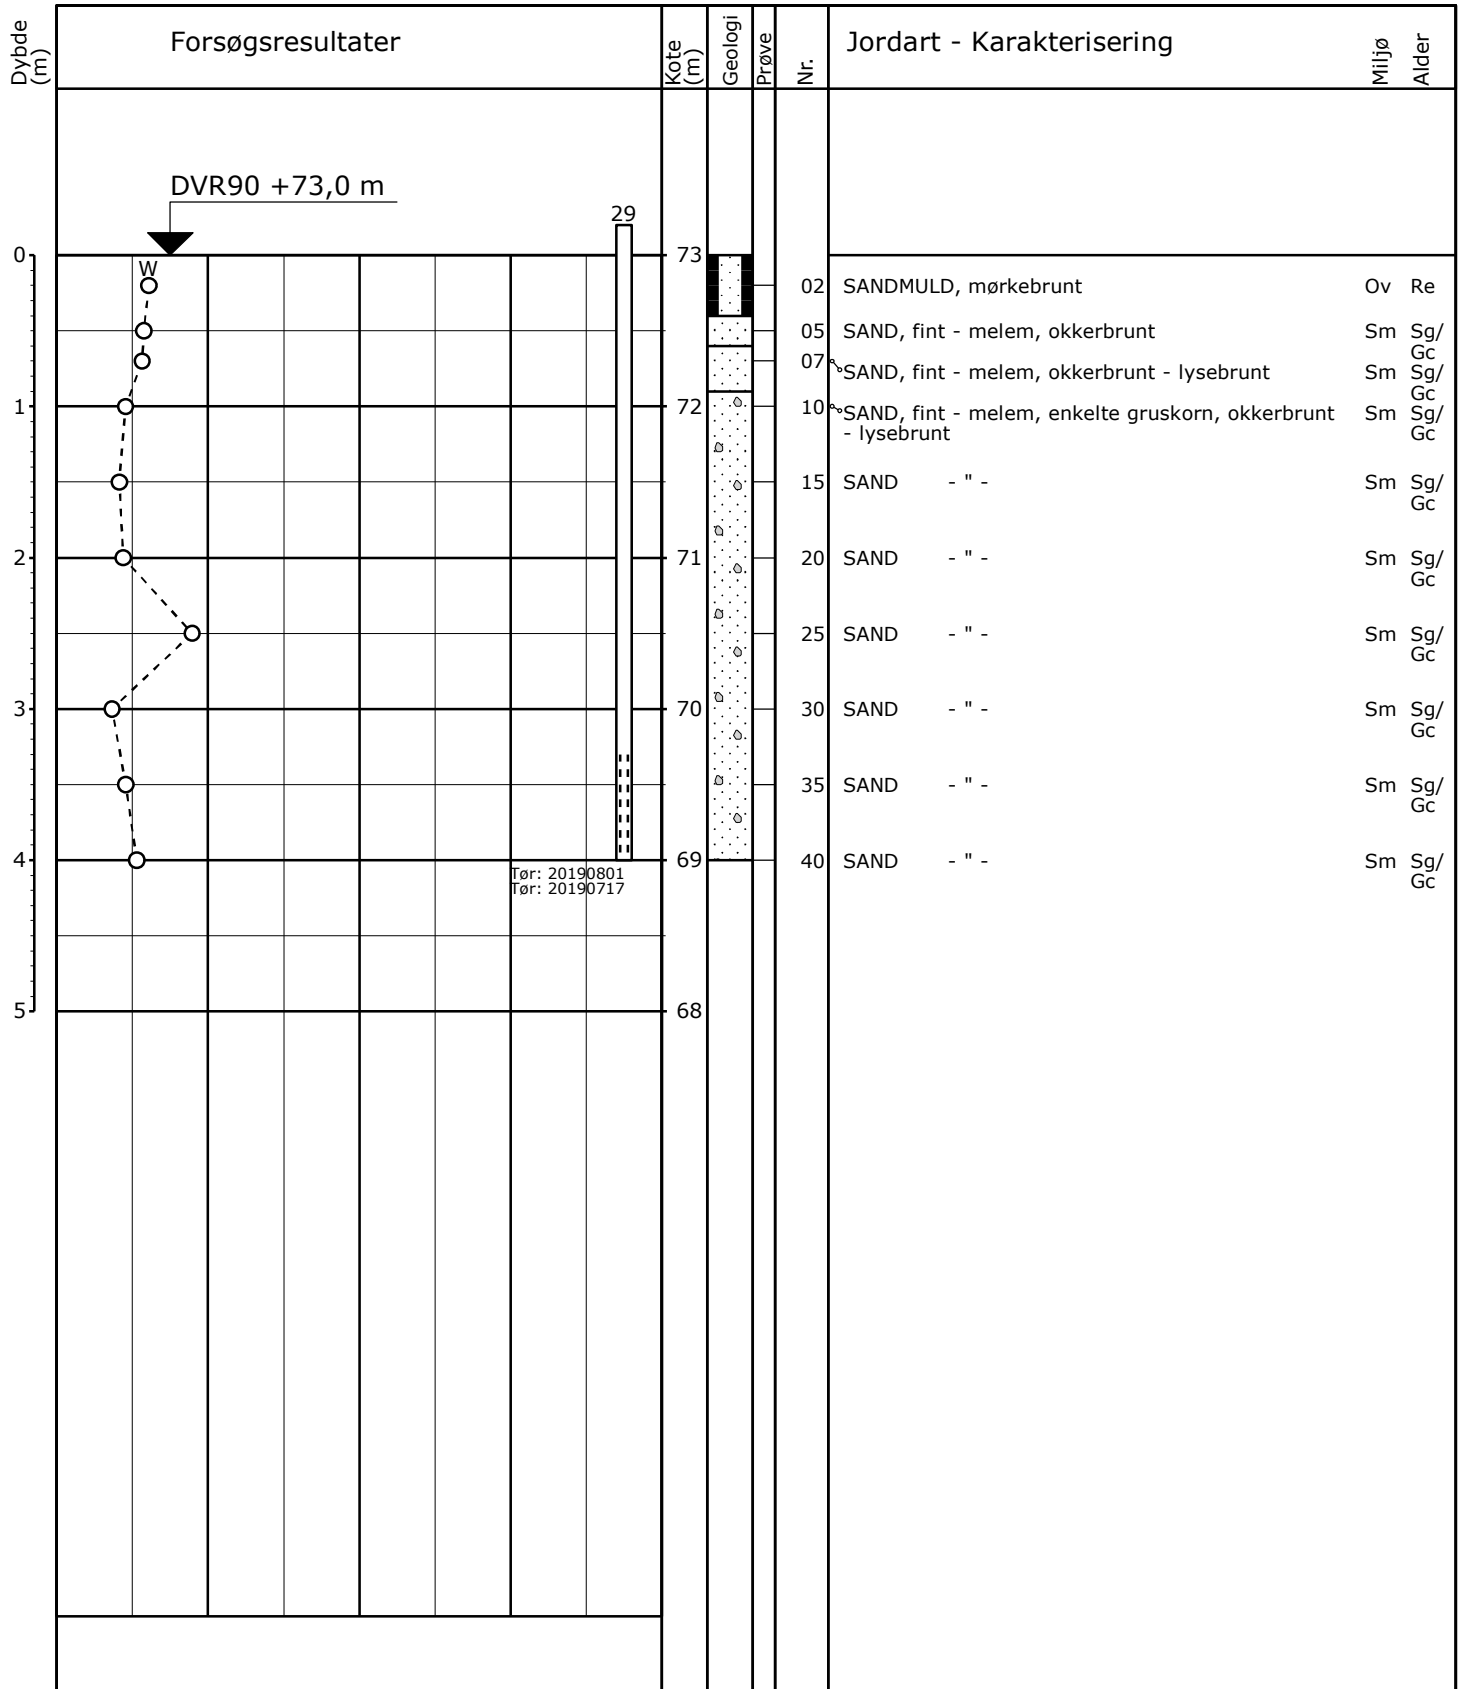 Dybde (m)
Forsøgsresultater
Kote (m)
Geologi
Prøve
Nr.
Jordart - Karakterisering
Miljø
Alder
DVR90 +73,0 m
29
0
W
73
02 SANDMULD, mørkebrunt Ov Re
05 SAND, fint - melem, okkerbrunt Sm Sg/
Gc
07 SAND, fint - melem, okkerbrunt - lysebrunt Sm Sg/
Gc
1 72
10 SAND, fint - melem, enkelte gruskorn, okkerbrunt Sm Sg/
- lysebrunt Gc
15 SAND - " - Sm Sg/
Gc
2 71 20 SAND - " - Sm Sg/
Gc
25 SAND - " - Sm Sg/
Gc
3 70 30 SAND - " - Sm Sg/
Gc
35 SAND - " - Sm Sg/
Gc
4 69 40 SAND - " - Sm Sg/
Gc
Tør: 20190801
Tør: 20190717
5 68